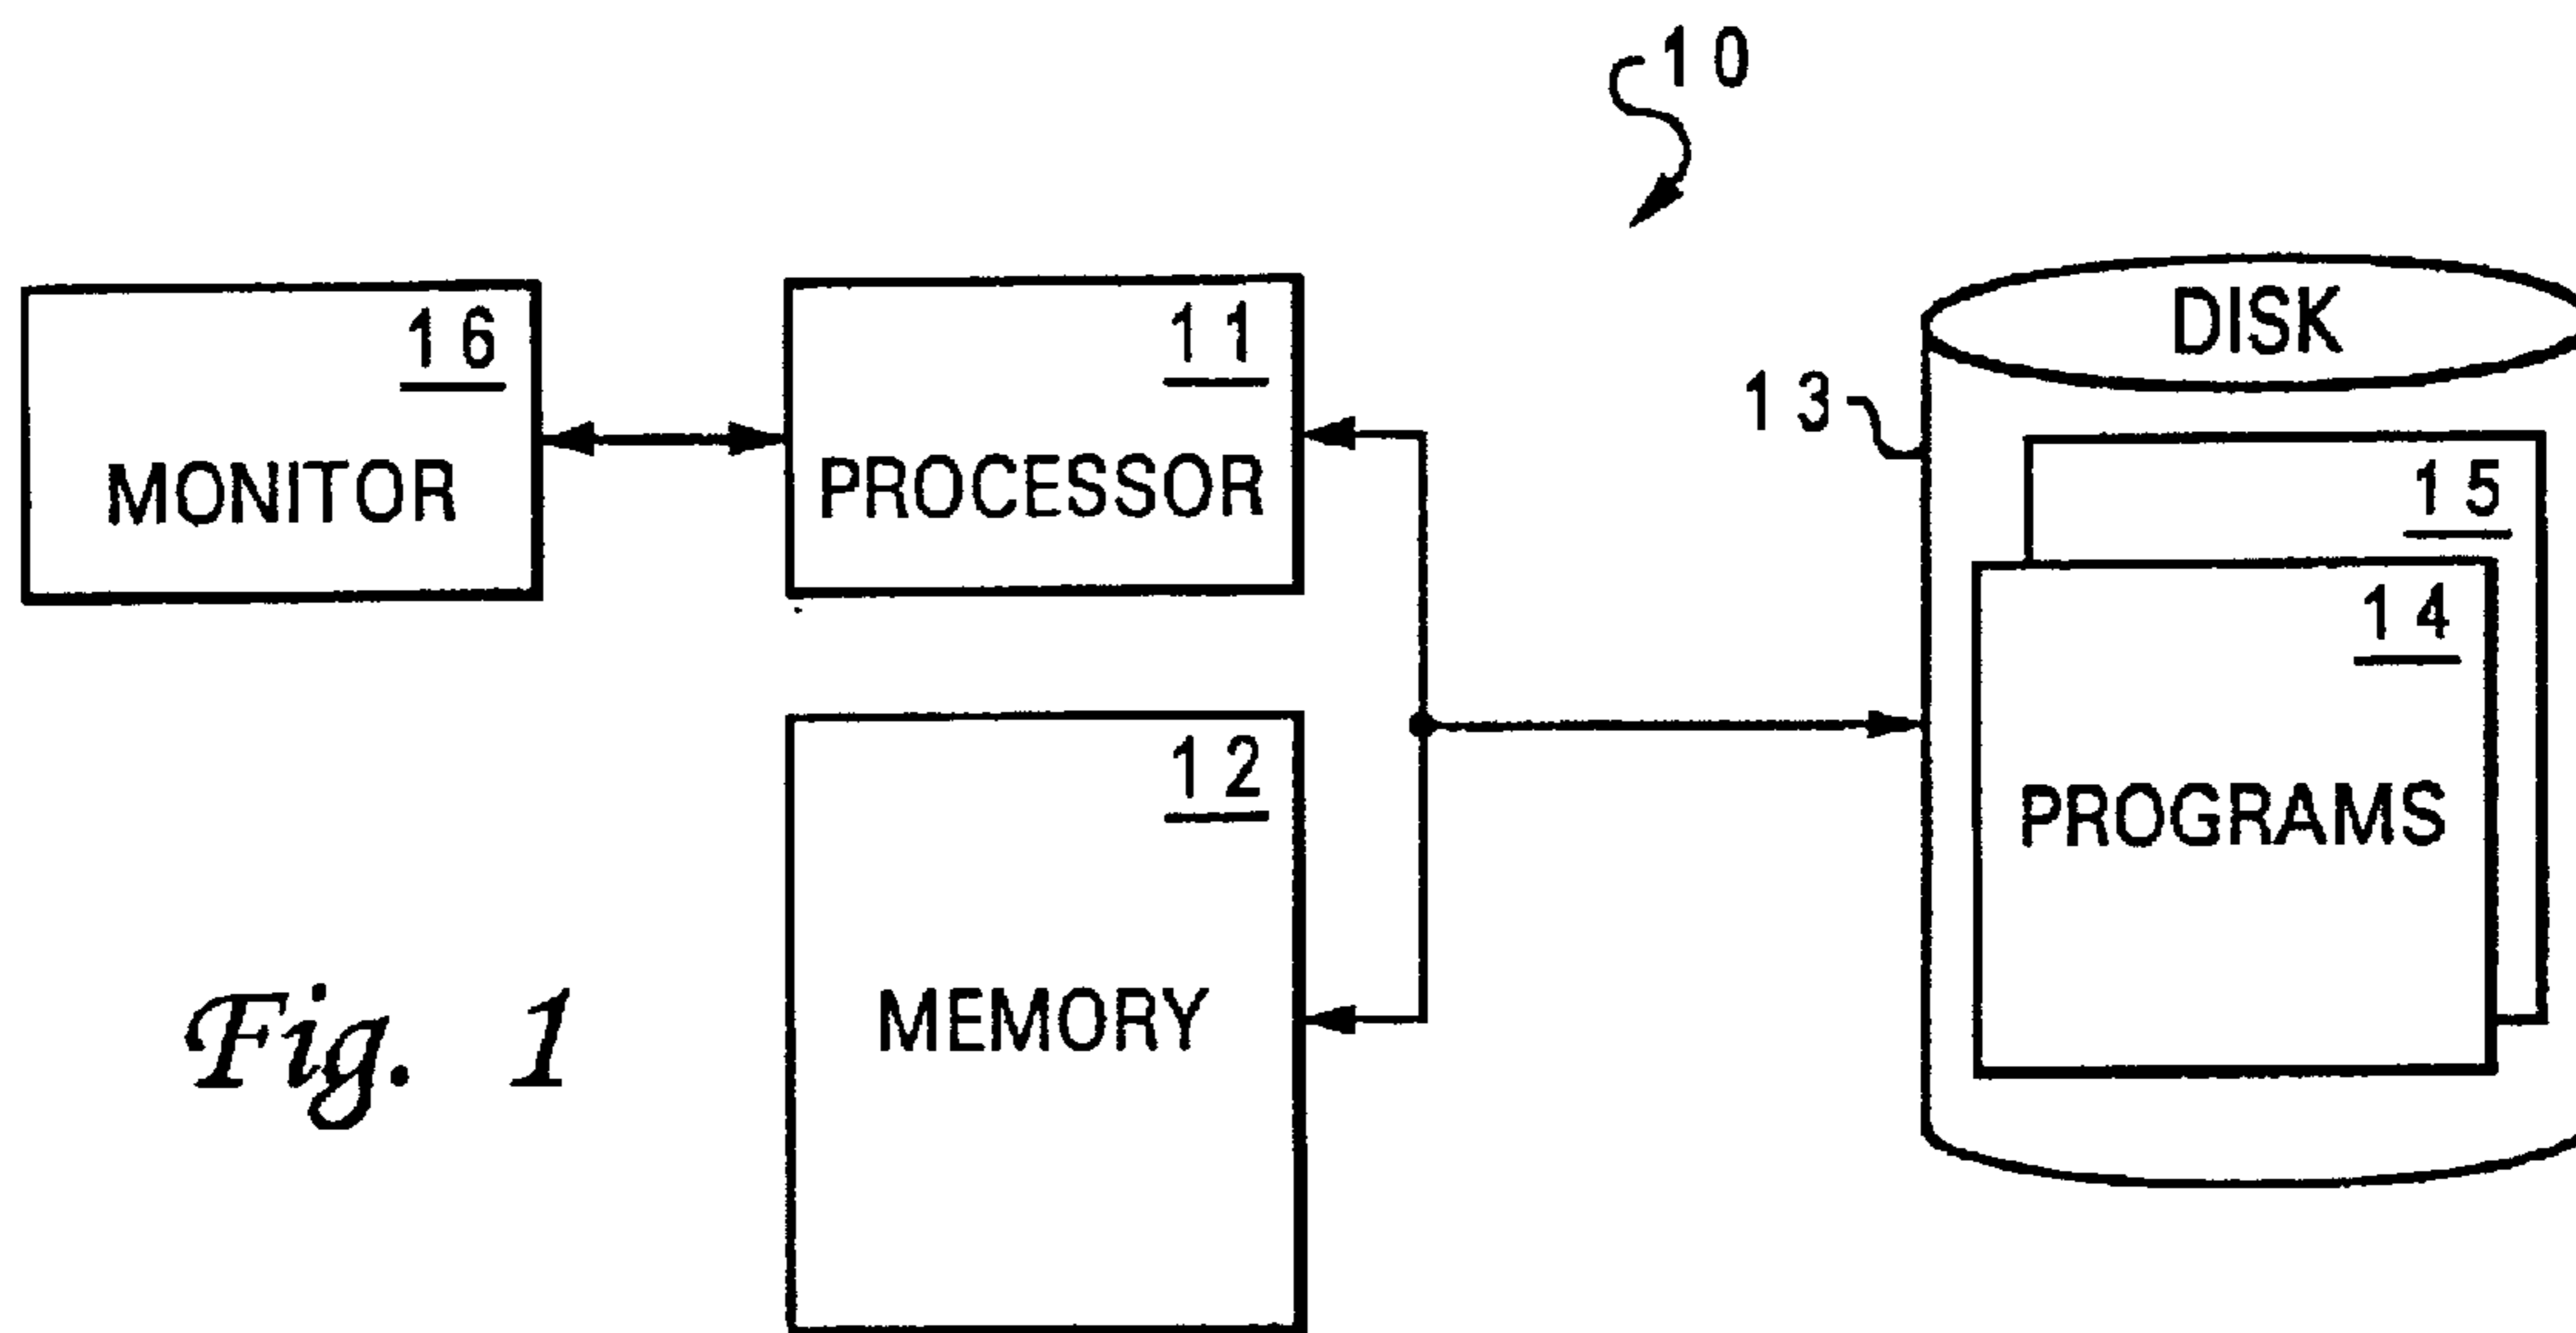 10
16
MONITOR
11
PROCESSOR
DISK
13
15
14
PROGRAMS
12
MEMORY
Fig. 1